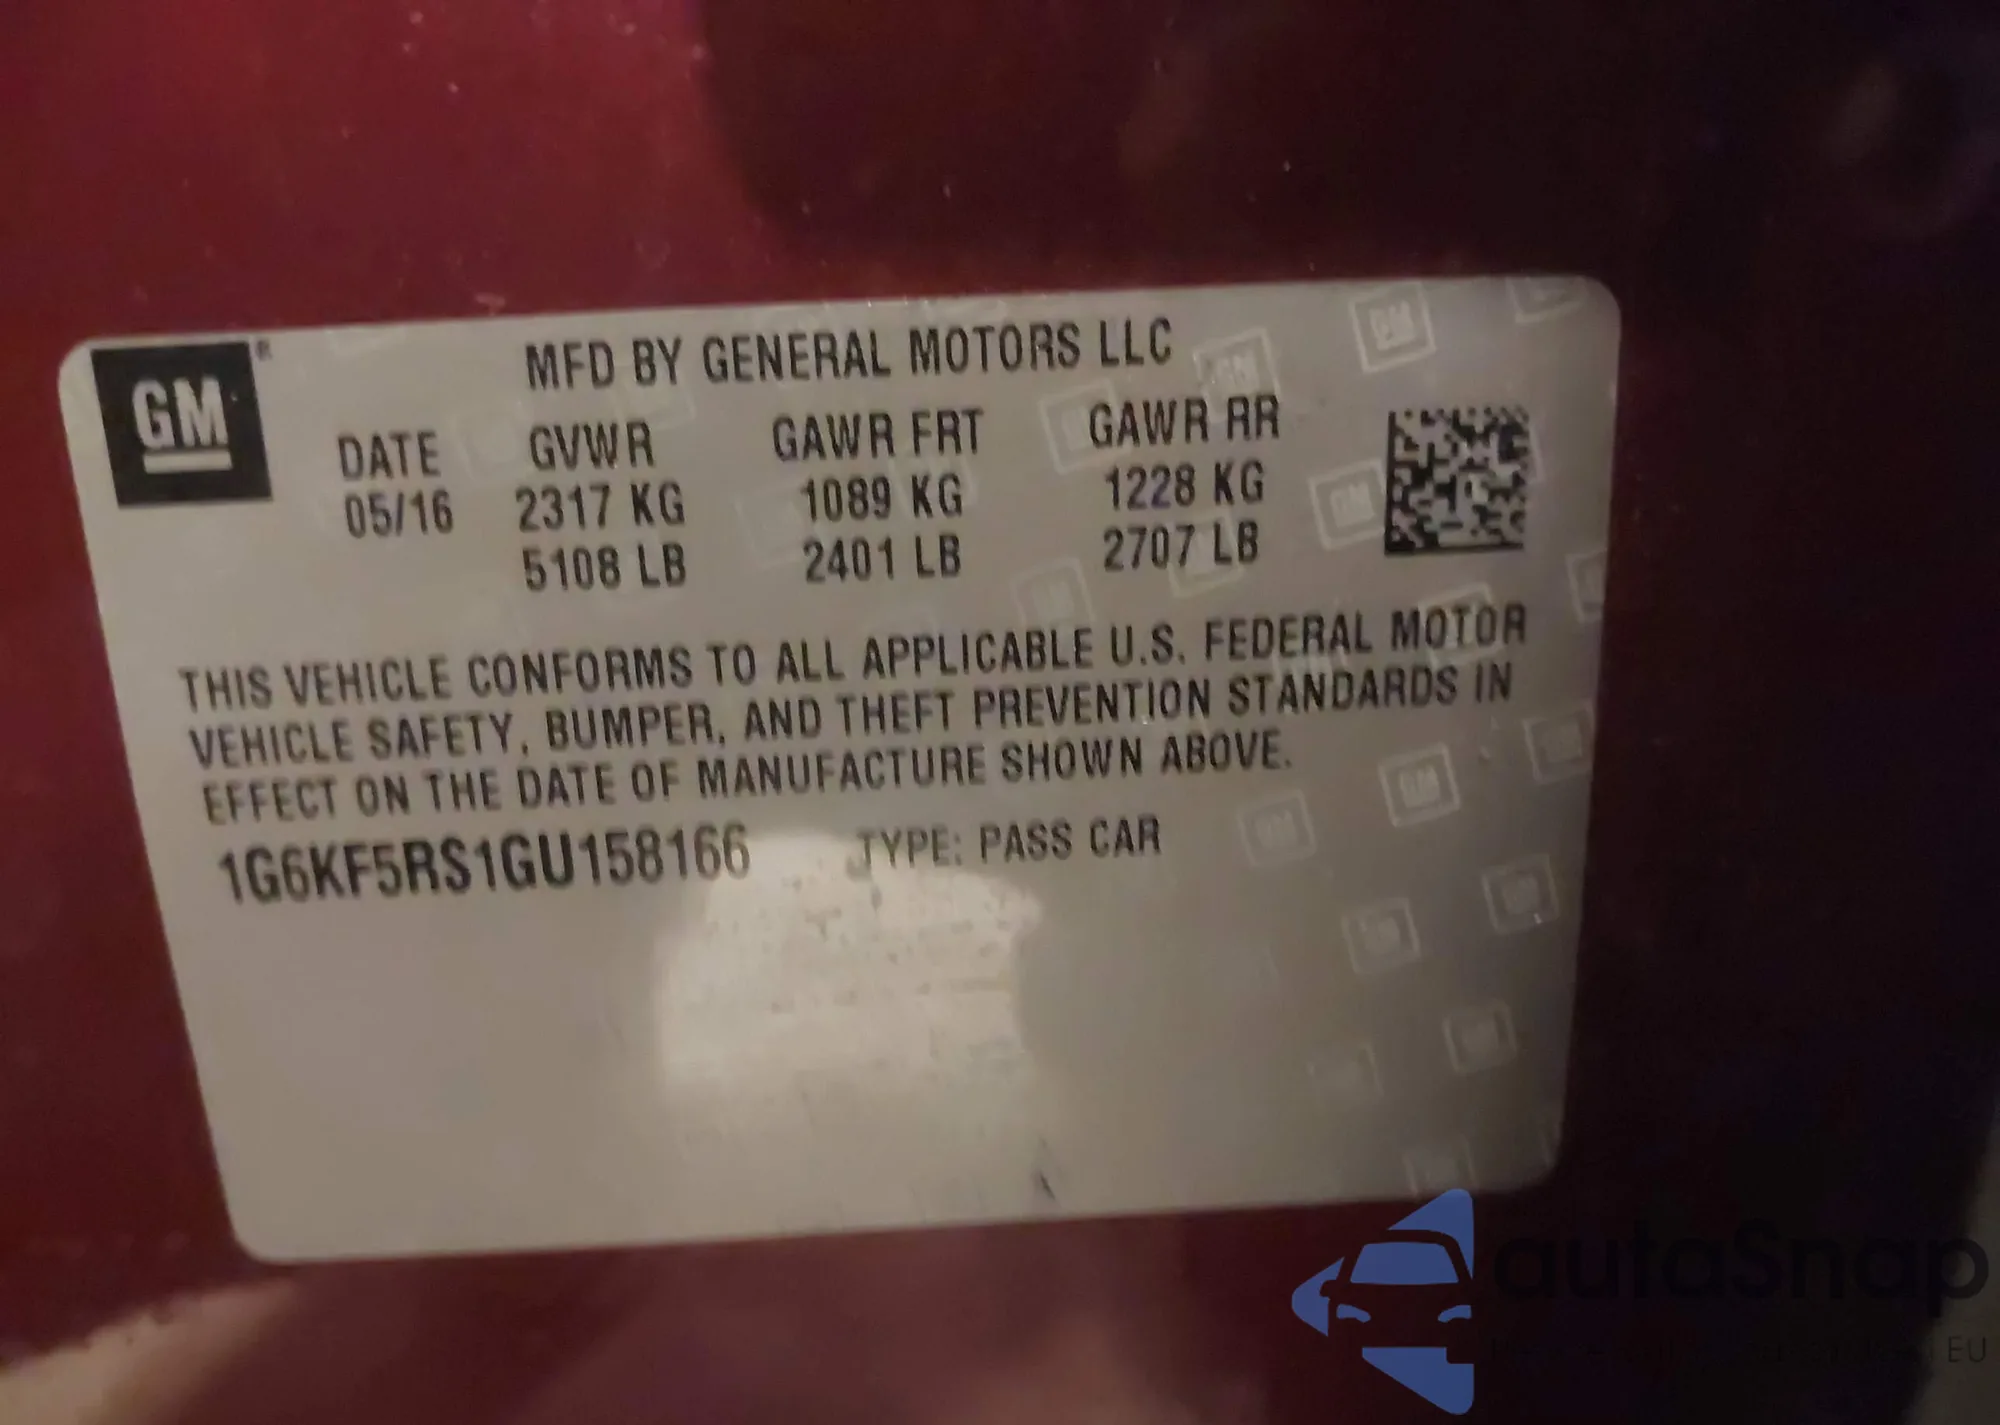 GM ®
MFD BY GENERAL MOTORS LLC
DATE GVWR GAWR FRT GAWR RR
05/16 2317 KG 1089 KG 1228 KG
5108 LB 2401 LB 2707 LB
THIS VEHICLE CONFORMS TO ALL APPLICABLE U.S. FEDERAL MOTOR
VEHICLE SAFETY, BUMPER, AND THEFT PREVENTION STANDARDS IN
EFFECT ON THE DATE OF MANUFACTURE SHOWN ABOVE.
1G6KF5RS1GU158166 TYPE: PASS CAR
autaSnap
EU